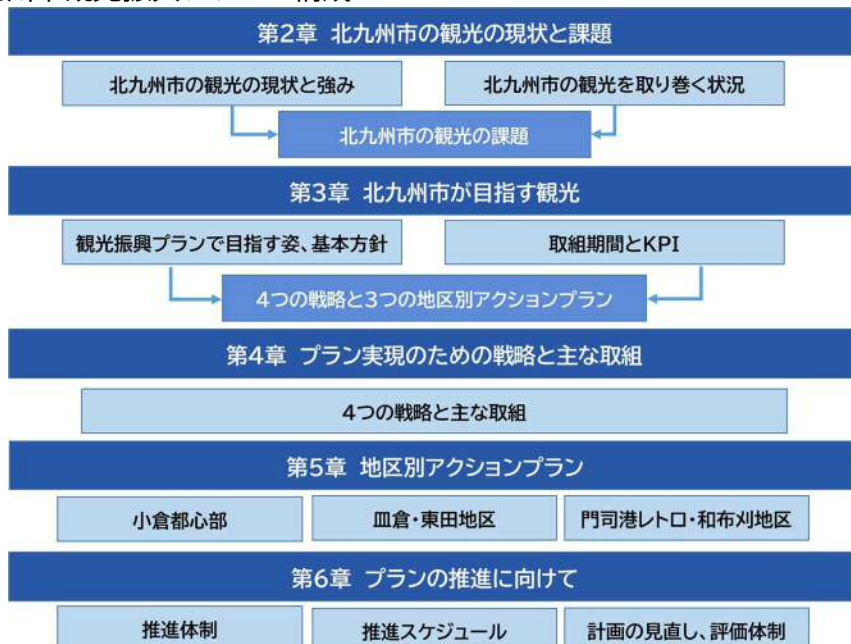 第2章 北九州市の観光の現状と課題
北九州市の観光の現状と強み
北九州市の観光を取り巻く状況
北九州市の観光の課題
第3章 北九州市が目指す観光
観光振興プランで目指す姿、基本方針
取組期間とKPI
4つの戦略と3つの地区別アクションプラン
第4章 プラン実現のための戦略と主な取組
4つの戦略と主な取組
第5章 地区別アクションプラン
小倉都心部
皿倉・東田地区
門司港レトロ・和布刈地区
第6章 プランの推進に向けて
推進体制
推進スケジュール
計画の見直し、評価体制